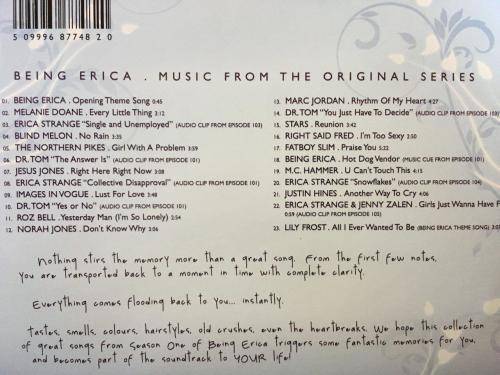 5 09996 87748 2 0
BEING ERICA . MUSIC FROM THE ORIGINAL SERIES
01. BEING ERICA . Opening Theme Song 0:45
02. MELANIE DOANE . Every Little Thing 3:12
03. ERICA STRANGE "Single and Unemployed" (AUDIO CLIP FROM EPISODE 103)
04. BLIND MELON . No Rain 3:35
05. THE NORTHERN PIKES . Girl With A Problem 3:59
06. DR.TOM "The Answer Is" (AUDIO CLIP FROM EPISODE 101)
07. JESUS JONES . Right Here Right Now 3:08
08. ERICA STRANGE "Collective Disapproval" (AUDIO CLIP FROM EPISODE 101)
09. IMAGES IN VOGUE . Lust For Love 3:48
10. DR.TOM "Yes or No" (AUDIO CLIP FROM EPISODE 101)
11. ROZ BELL . Yesterday Man (I'm So Lonely) 2:54
12. NORAH JONES . Don't Know Why 3:06
13. MARC JORDAN . Rhythm Of My Heart 4:27
14. DR.TOM "You Just Have To Decide" (AUDIO CLIP FROM EPISODE 103)
15. STARS . Reunion 3:42
16. RIGHT SAID FRED . I'm Too Sexy 2:50
17. FATBOY SLIM . Praise You 5:22
18. BEING ERICA . Hot Dog Vendor (MUSIC CUE FROM EPISODE 101)
19. M.C. HAMMER . U Can't Touch This 4:15
20. ERICA STRANGE "Snowflakes" (AUDIO CLIP FROM EPISODE 104)
21. JUSTIN HINES . Another Way To Cry 4:06
22. ERICA STRANGE & JENNY ZALEN . Girls Just Wanna Have F
0:59 (AUDIO CLIP FROM EPISODE 105)
23. LILY FROST . All I Ever Wanted To Be (BEING ERICA THEME SONG)
Nothing stirs the memory more than a great song. From the first few notes,
you are transported back to a moment in time with complete clarity.
Everything comes flooding back to you... instantly.
Tastes, smells, colours, hairstyles, old crushes, even the heartbreaks. We hope this collection
of great songs from Season One of Being Erica triggers some fantastic memories for you,
and becomes part of the soundtrack to YOUR life!